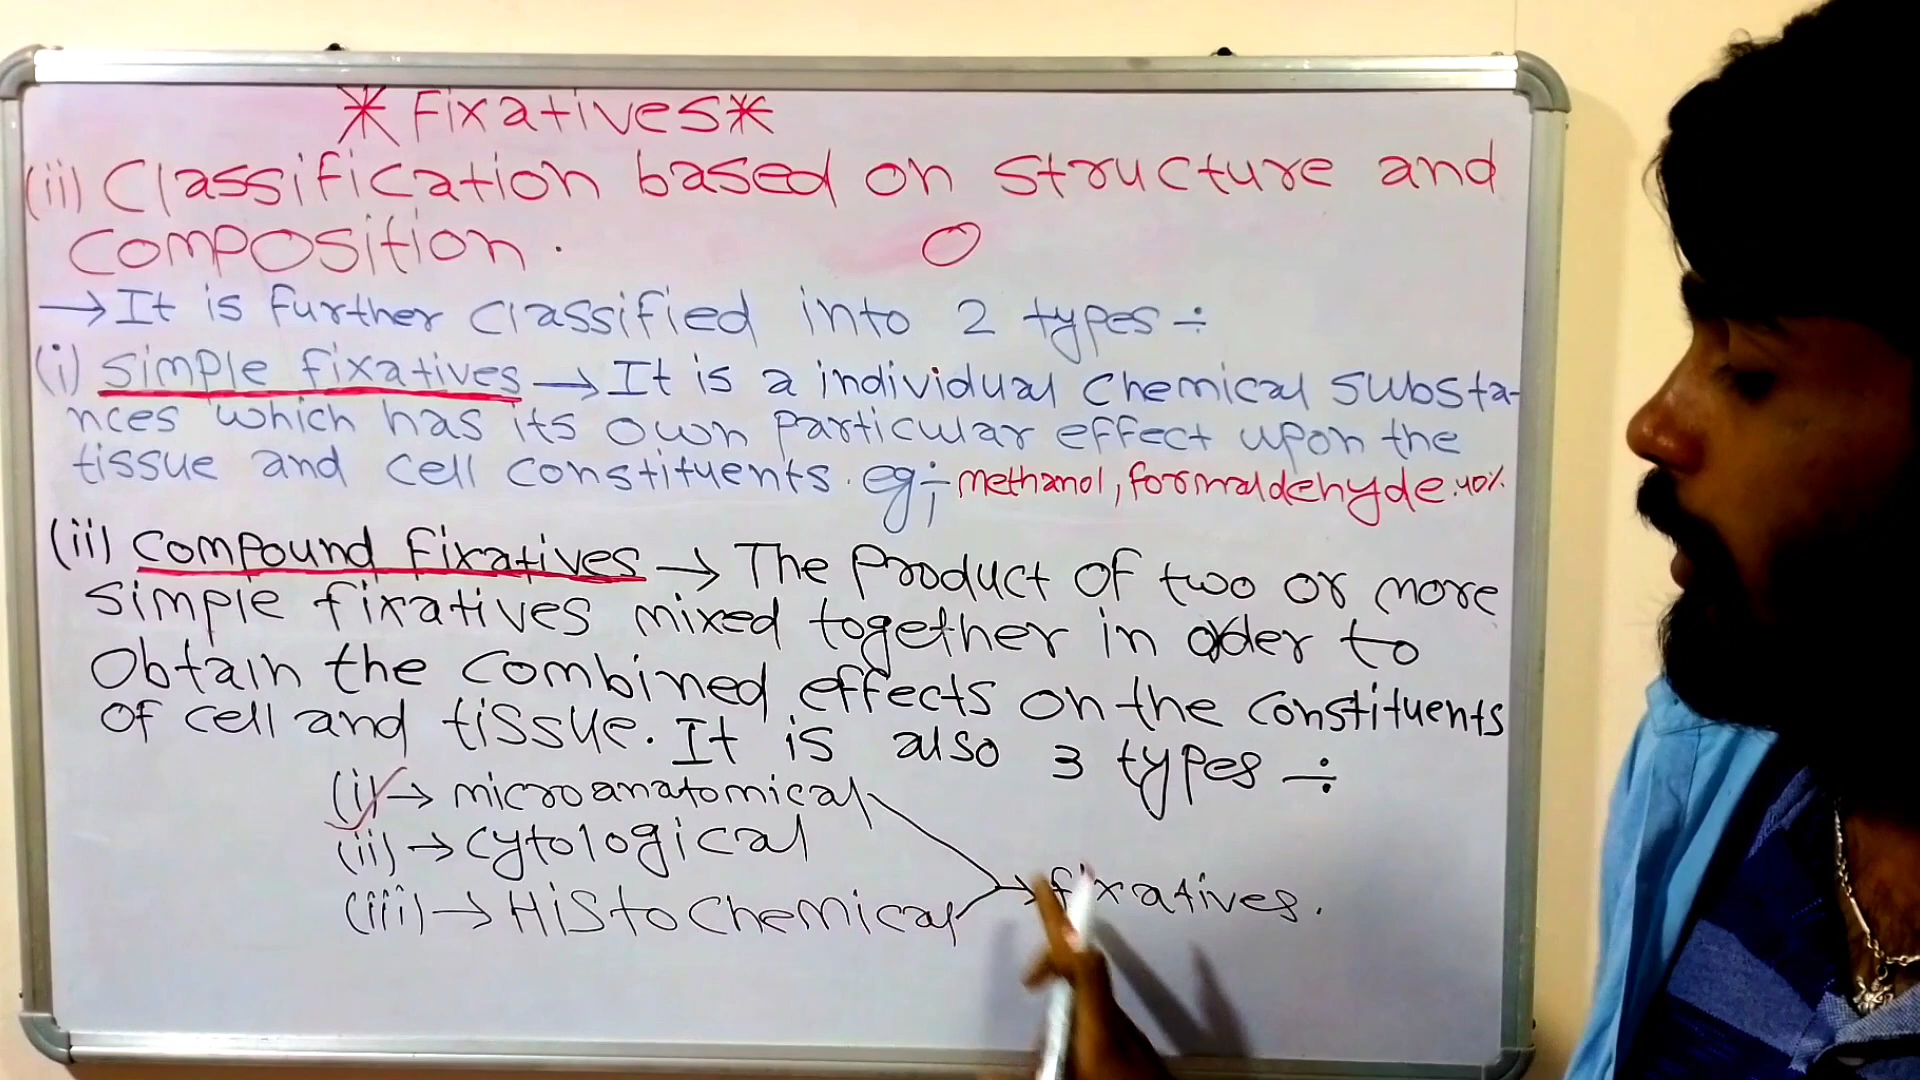 * Fixatives *
(ii) Classification based on structure and
composition.
→ It is further classified into 2 types ÷
(i) simple fixatives → It is a individual chemical substa-
nces which has its own particular effect upon the
tissue and cell constituents. eg ;- methanol, formaldehyde 40%.
(ii) compound fixatives → The product of two or more
simple fixatives mixed together in order to
obtain the combined effects on the constituents
of cell and tissue. It is also 3 types ÷
(i) → microanatomical
(ii) → cytological
(iii) → Histochemical → fixatives.